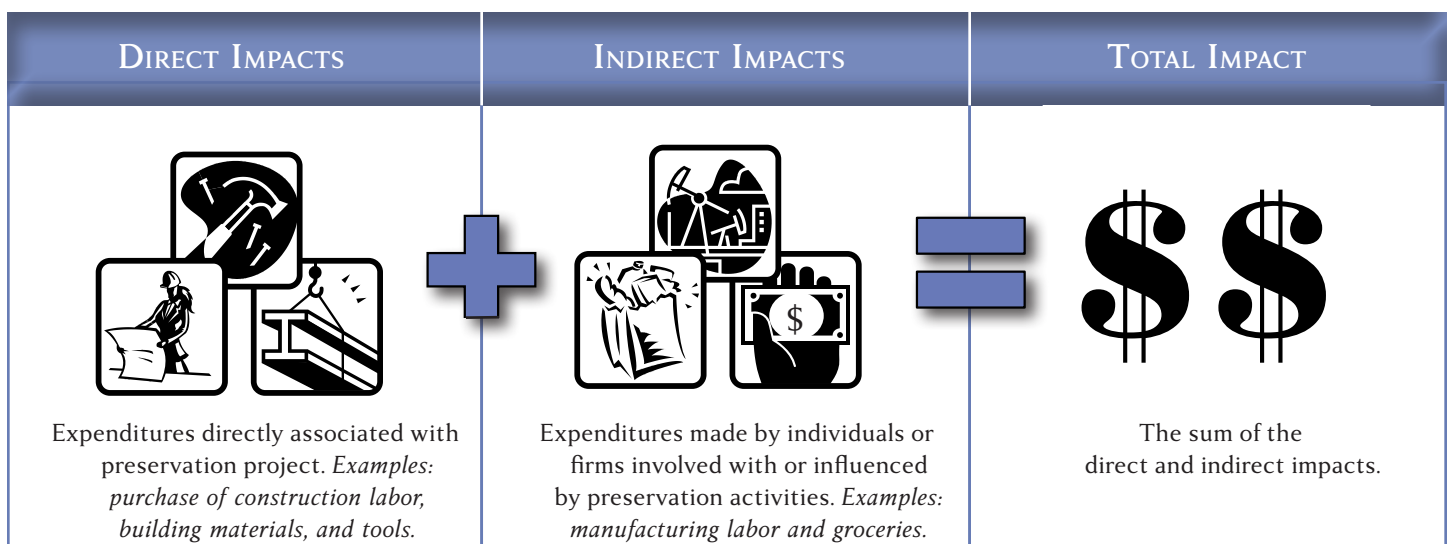 Direct Impacts
Indirect Impacts
Total Impact
$
$$
Expenditures directly associated with
preservation project. Examples:
purchase of construction labor,
building materials, and tools.
Expenditures made by individuals or
firms involved with or influenced
by preservation activities. Examples:
manufacturing labor and groceries.
The sum of the
direct and indirect impacts.